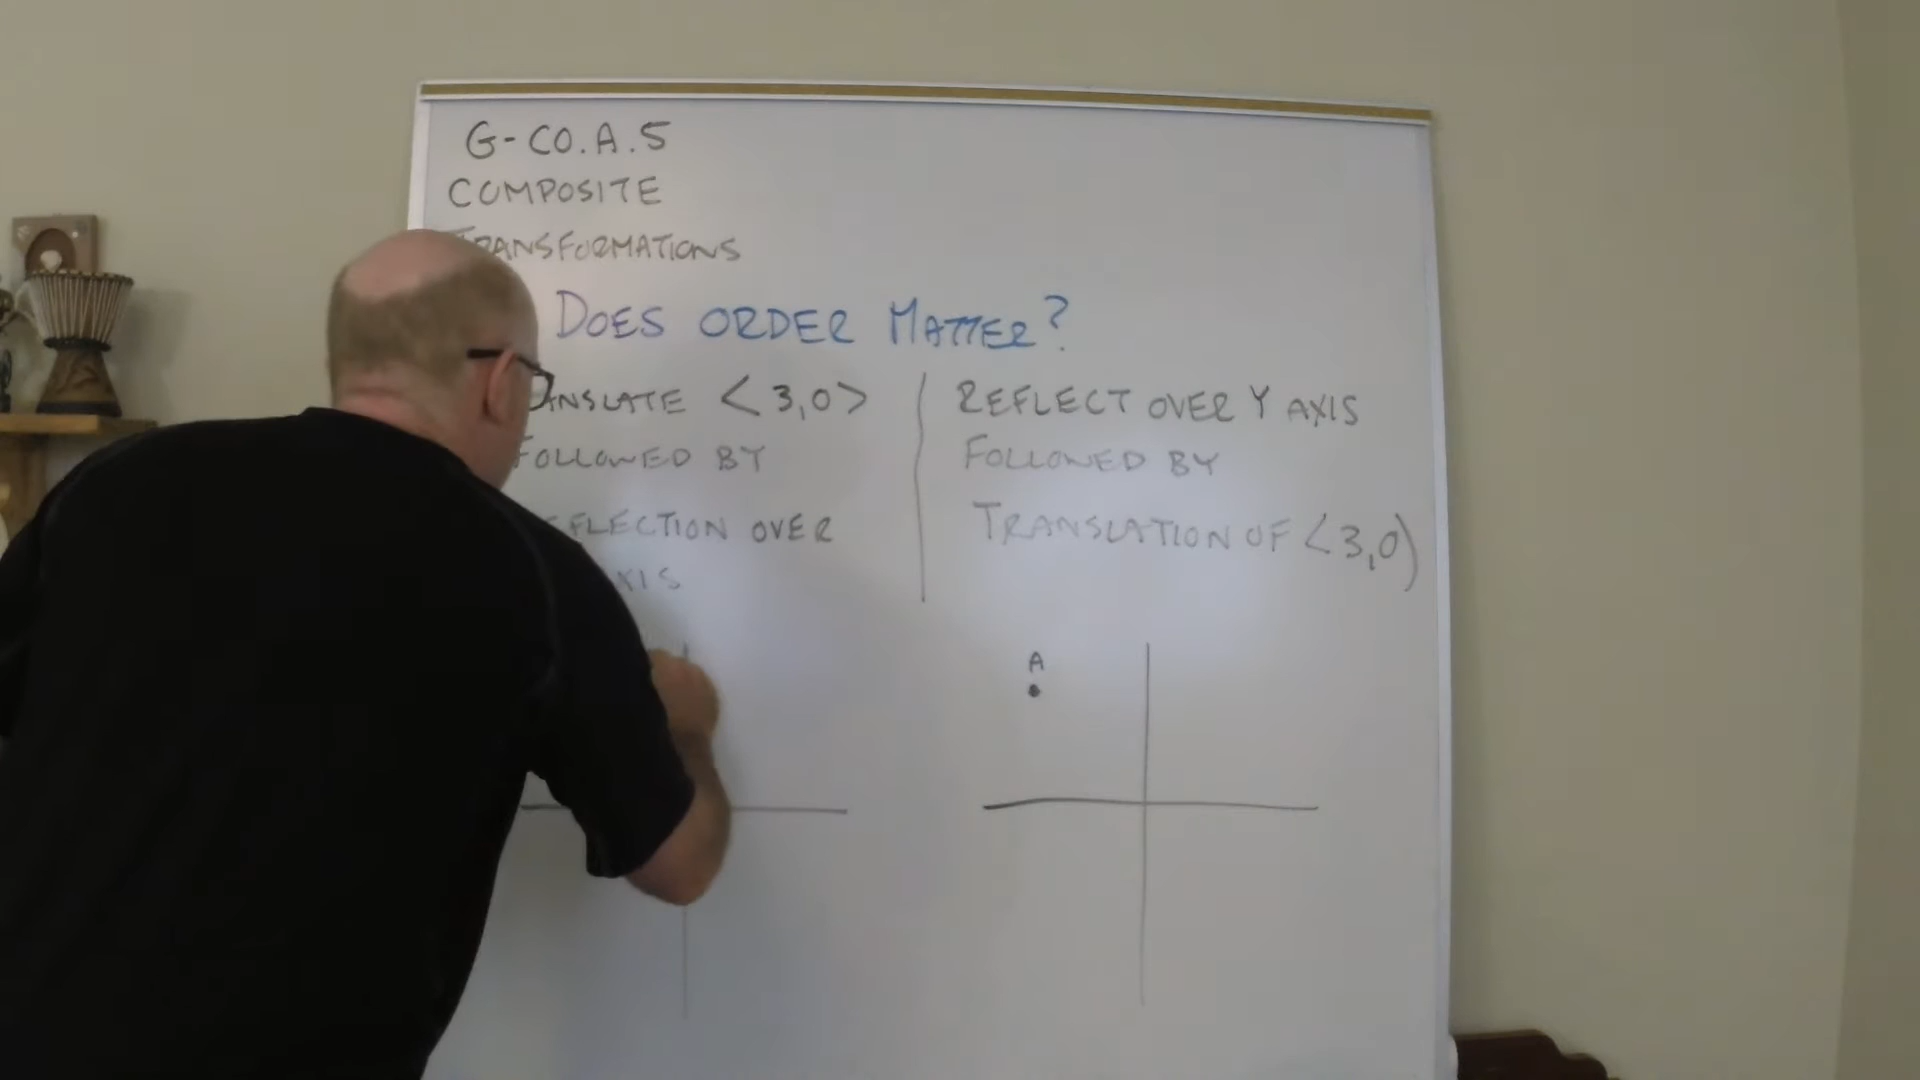 G-CO.A.5
COMPOSITE
TRANSFORMATIONS
DOES ORDER MATTER?
<3,0>
FOLLOWED BY
OVER
REFLECT OVER Y AXIS
FOLLOWED BY
TRANSLATION OF <3,0)
A